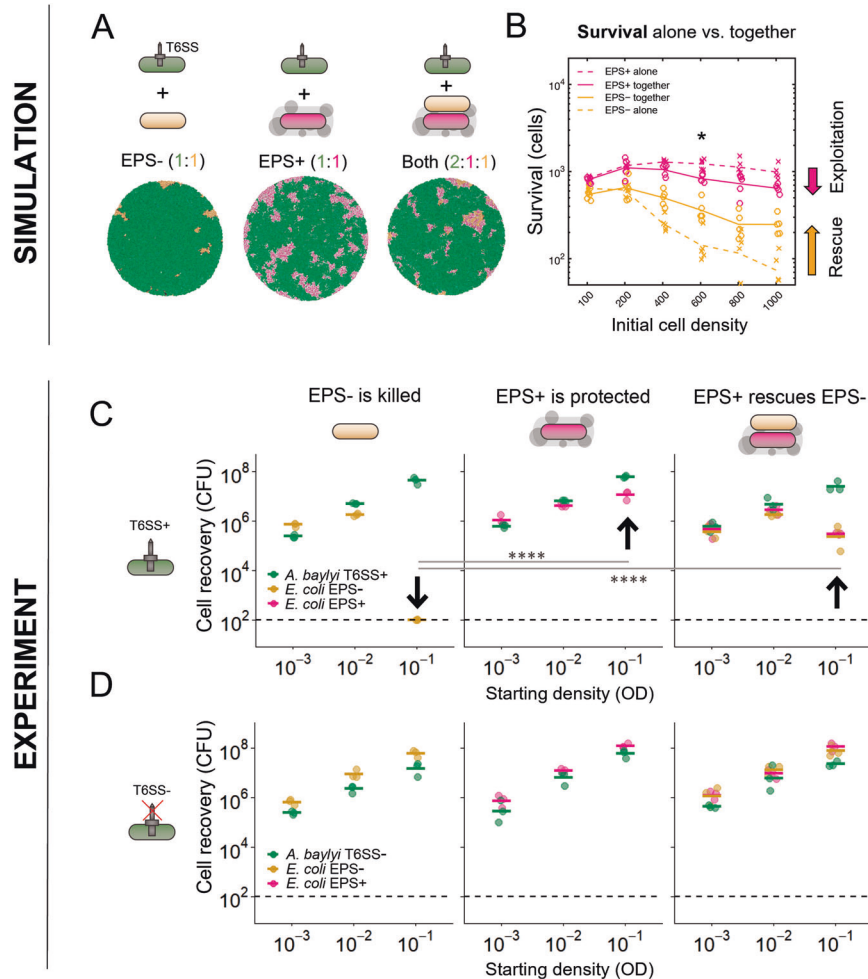 SIMULATION
A
T6SS
+
+
+
EPS- (1:1)
EPS+ (1:1)
Both (2:1:1)
B
Survival alone vs. together
EPS+ alone
EPS+ together
EPS− together
EPS− alone
*
10^4
10^3
10^2
Survival (cells)
100
200
400
600
800
1000
Initial cell density
Exploitation
Rescue
EXPERIMENT
C
EPS- is killed
EPS+ is protected
EPS+ rescues EPS-
T6SS+
Cell recovery (CFU)
10^8
10^6
10^4
10^2
A. baylyi T6SS+
E. coli EPS−
E. coli EPS+
****
****
10^−3
10^−2
10^−1
10^−3
10^−2
10^−1
10^−3
10^−2
10^−1
Starting density (OD)
D
T6SS-
Cell recovery (CFU)
10^8
10^6
10^4
10^2
A. baylyi T6SS−
E. coli EPS−
E. coli EPS+
10^−3
10^−2
10^−1
10^−3
10^−2
10^−1
10^−3
10^−2
10^−1
Starting density (OD)